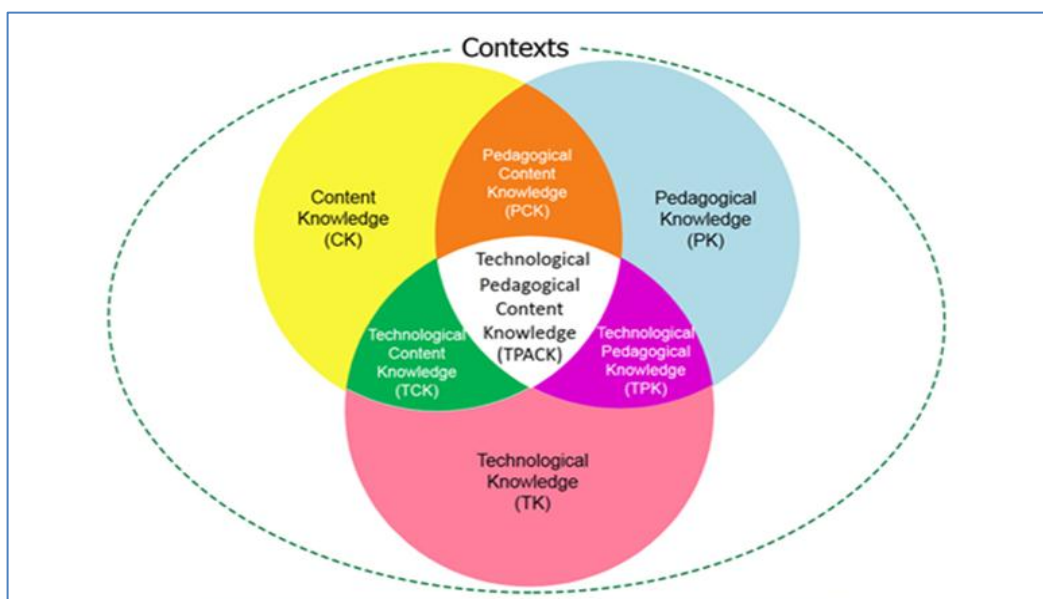 Contexts
Pedagogical
Content
Knowledge
(PCK)
Content
Knowledge
(CK)
Pedagogical
Knowledge
(PK)
Technological
Pedagogical
Content
Knowledge
(TPACK)
Technological
Content
Knowledge
(TCK)
Technological
Pedagogical
Knowledge
(TPK)
Technological
Knowledge
(TK)